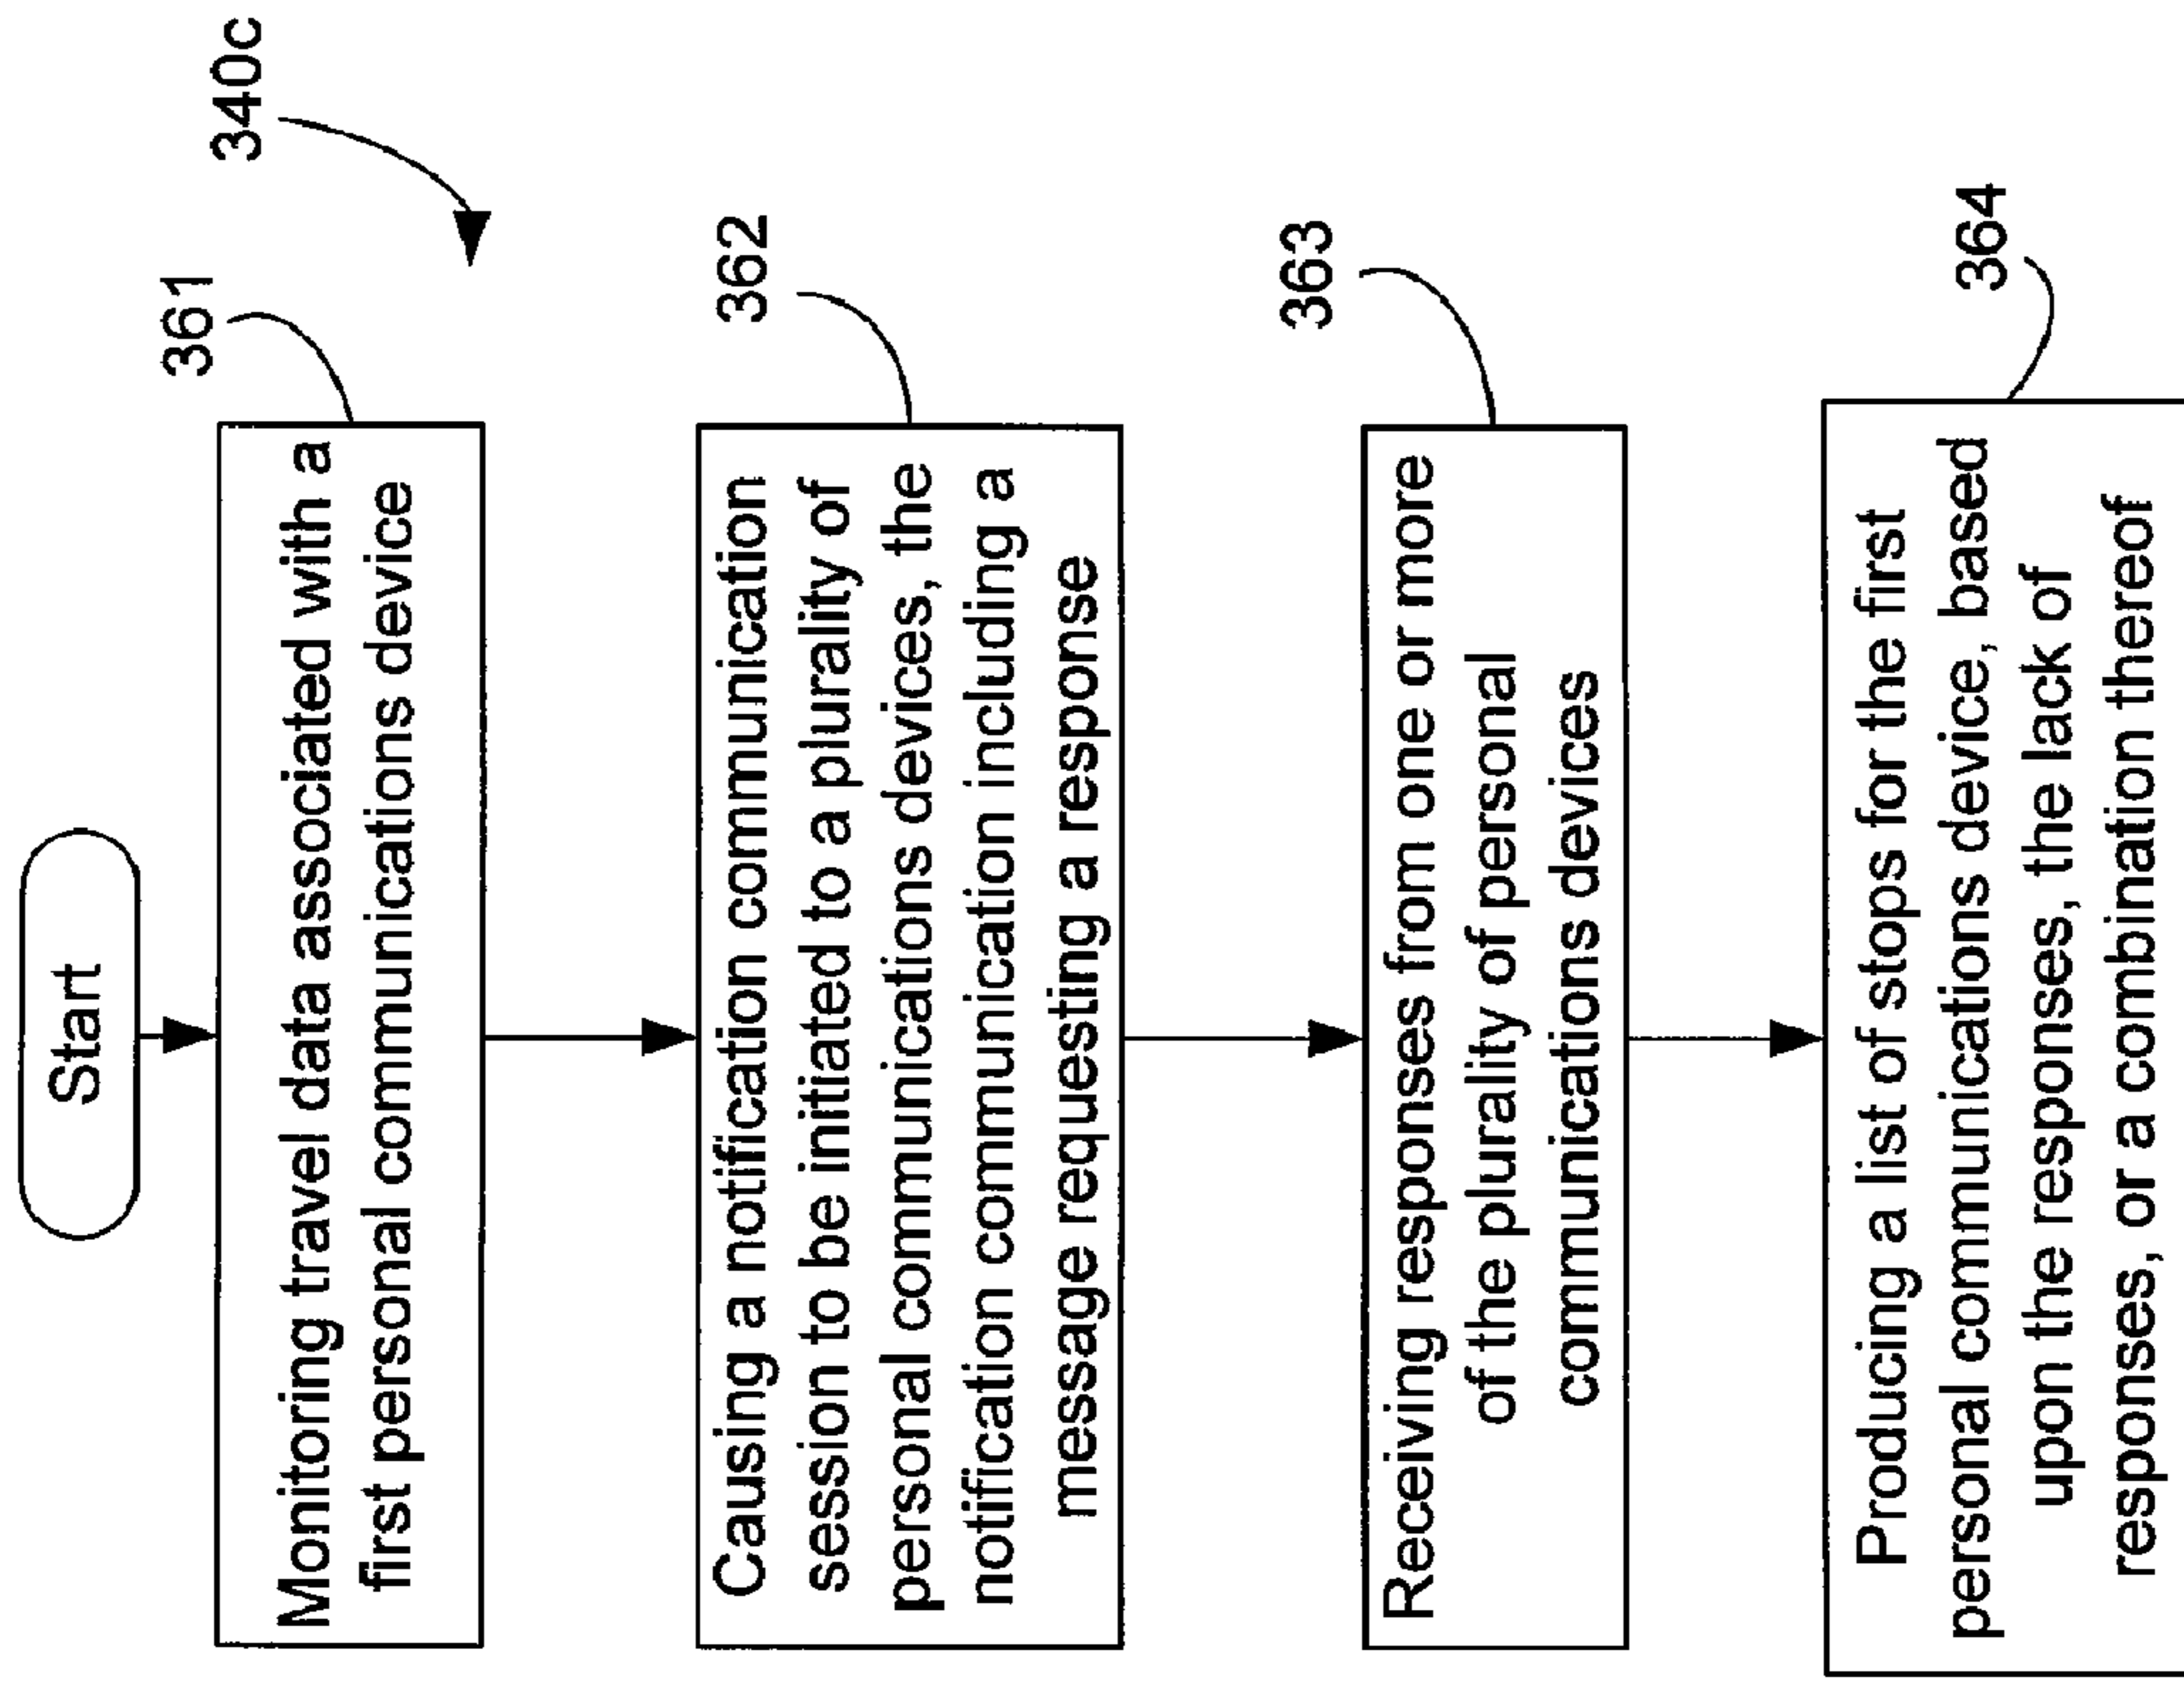 Start
340c
361
Monitoring travel data associated with a
first personal communications device
362
Causing a notification communication
session to be initiated to a plurality of
personal communications devices, the
notification communication including a
message requesting a response
363
Receiving responses from one or more
of the plurality of personal
communications devices
364
Producing a list of stops for the first
personal communications device, based
upon the responses, the lack of
responses, or a combination thereof